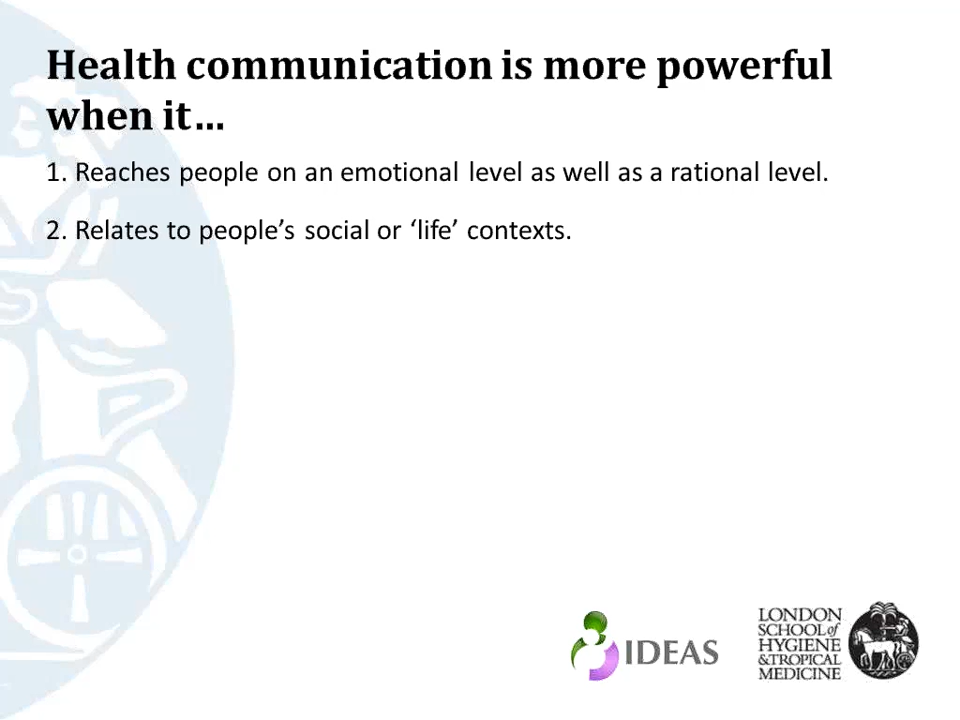 Health communication is more powerful
when it…
1. Reaches people on an emotional level as well as a rational level.
2. Relates to people’s social or ‘life’ contexts.
IDEAS
LONDON
SCHOOL of
HYGIENE
& TROPICAL
MEDICINE